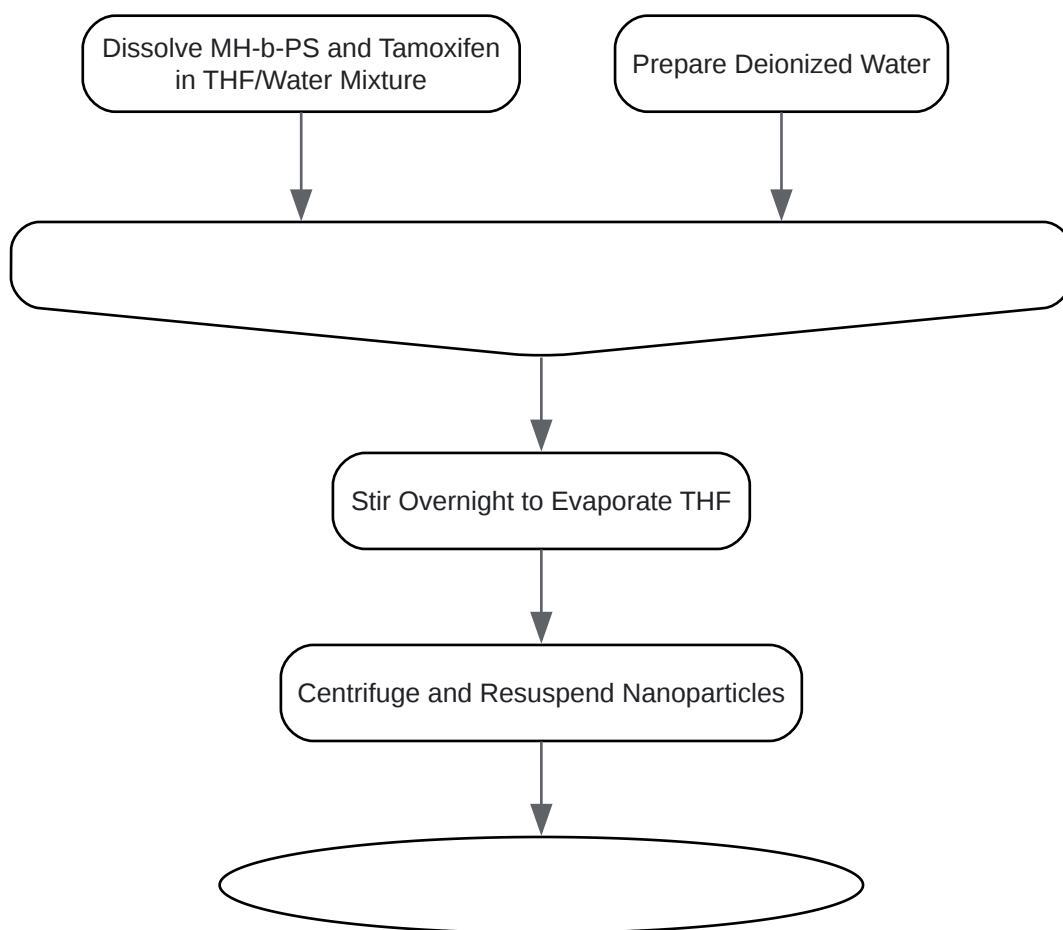 Dissolve MH-b-PS and Tamoxifen
in THF/Water Mixture
Prepare Deionized Water
Stir Overnight to Evaporate THF
Centrifuge and Resuspend Nanoparticles